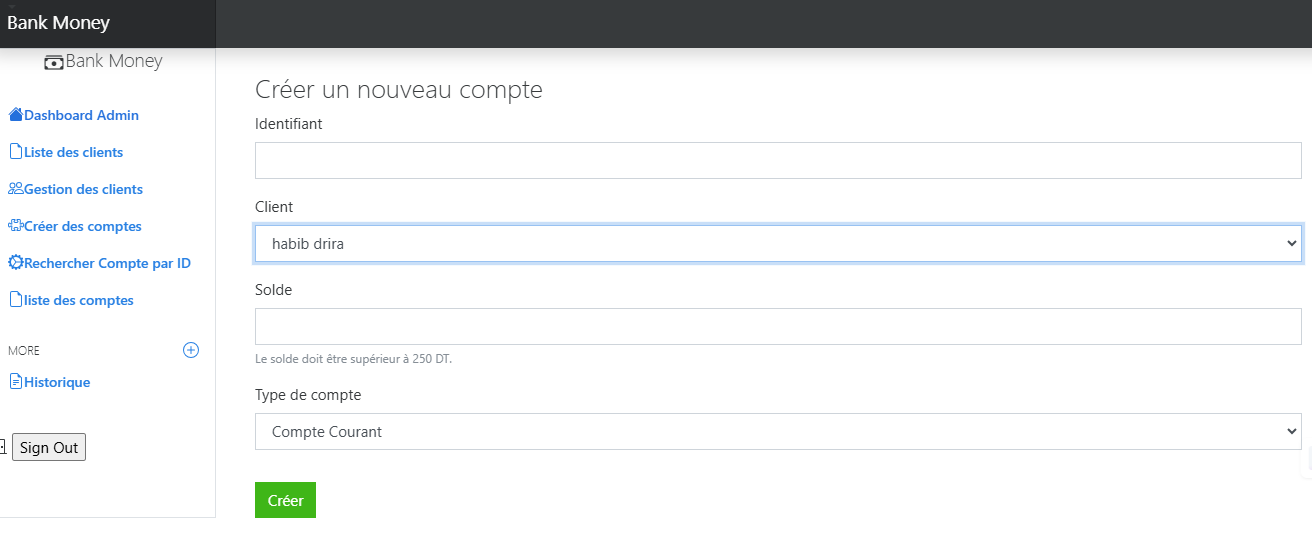 Bank Money
Bank Money
Dashboard Admin
Liste des clients
Gestion des clients
Créer des comptes
Rechercher Compte par ID
liste des comptes
MORE
Historique
Sign Out
Créer un nouveau compte
Identifiant
Client
habib drira
Solde
Le solde doit être supérieur à 250 DT.
Type de compte
Compte Courant
Créer